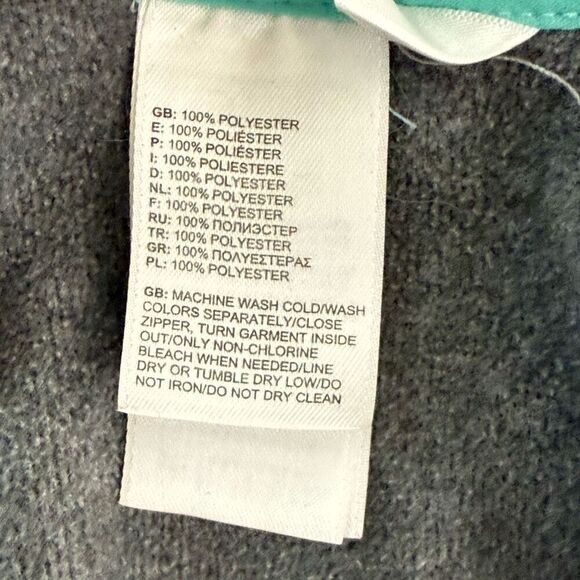 GB: 100% POLYESTER
E: 100% POLIÉSTER
P: 100% POLIÉSTER
I: 100% POLIESTERE
D: 100% POLYESTER
NL: 100% POLYESTER
F: 100% POLYESTER
RU: 100% ПОЛИЭСТЕР
TR: 100% POLYESTER
GR: 100% ΠΟΛΥΕΣΤΕΡΑΣ
PL: 100% POLYESTER
GB: MACHINE WASH COLD/WASH
COLORS SEPARATELY/CLOSE
ZIPPER, TURN GARMENT INSIDE
OUT/ONLY NON-CHLORINE
BLEACH WHEN NEEDED/LINE
DRY OR TUMBLE DRY LOW/DO
NOT IRON/DO NOT DRY CLEAN